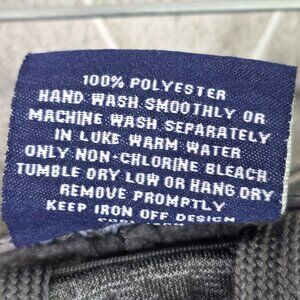 100% POLYESTER
HAND WASH SMOOTHLY OR
MACHINE WASH SEPARATELY
IN LUKE WARM WATER
ONLY NON-CHLORINE BLEACH
TUMBLE DRY LOW OR HANG DRY
REMOVE PROMPTLY
KEEP IRON OFF DESIGN